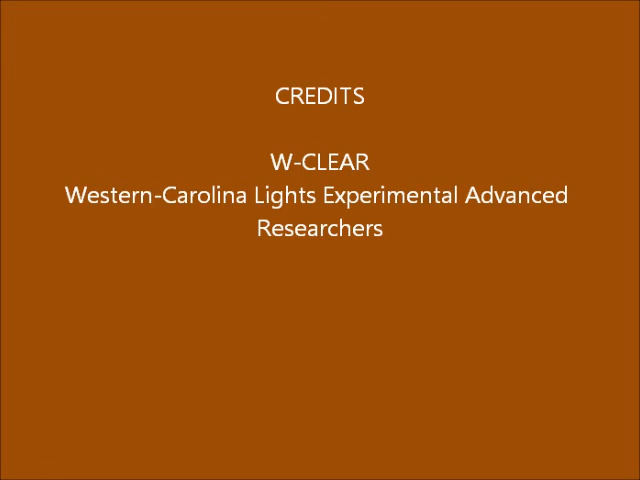 CREDITS
W-CLEAR
Western-Carolina Lights Experimental Advanced
Researchers